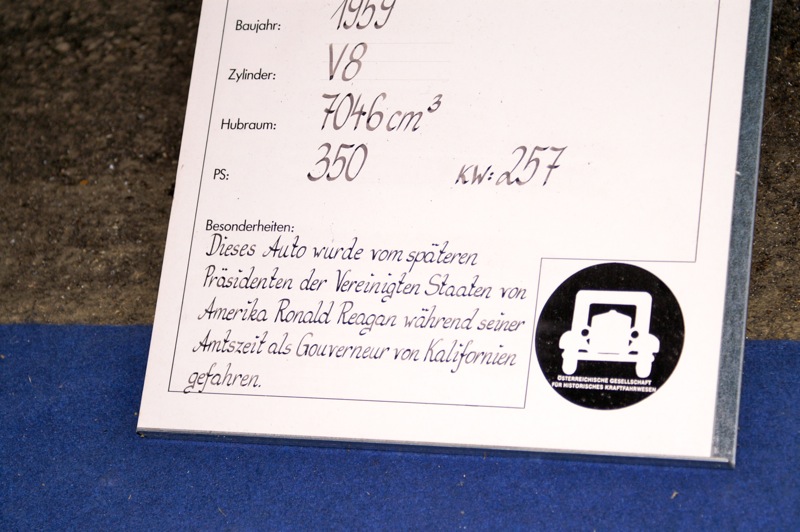 Baujahr: 1959
Zylinder: V8
Hubraum: 7046 cm³
PS: 350 KW: 257
Besonderheiten:
Dieses Auto wurde vom späteren
Präsidenten der Vereinigten Staaten von
Amerika Ronald Reagan während seiner
Amtszeit als Gouverneur von Kalifornien
gefahren.
ÖSTERREICHISCHE GESELLSCHAFT
FÜR HISTORISCHES KRAFTFAHRWESEN